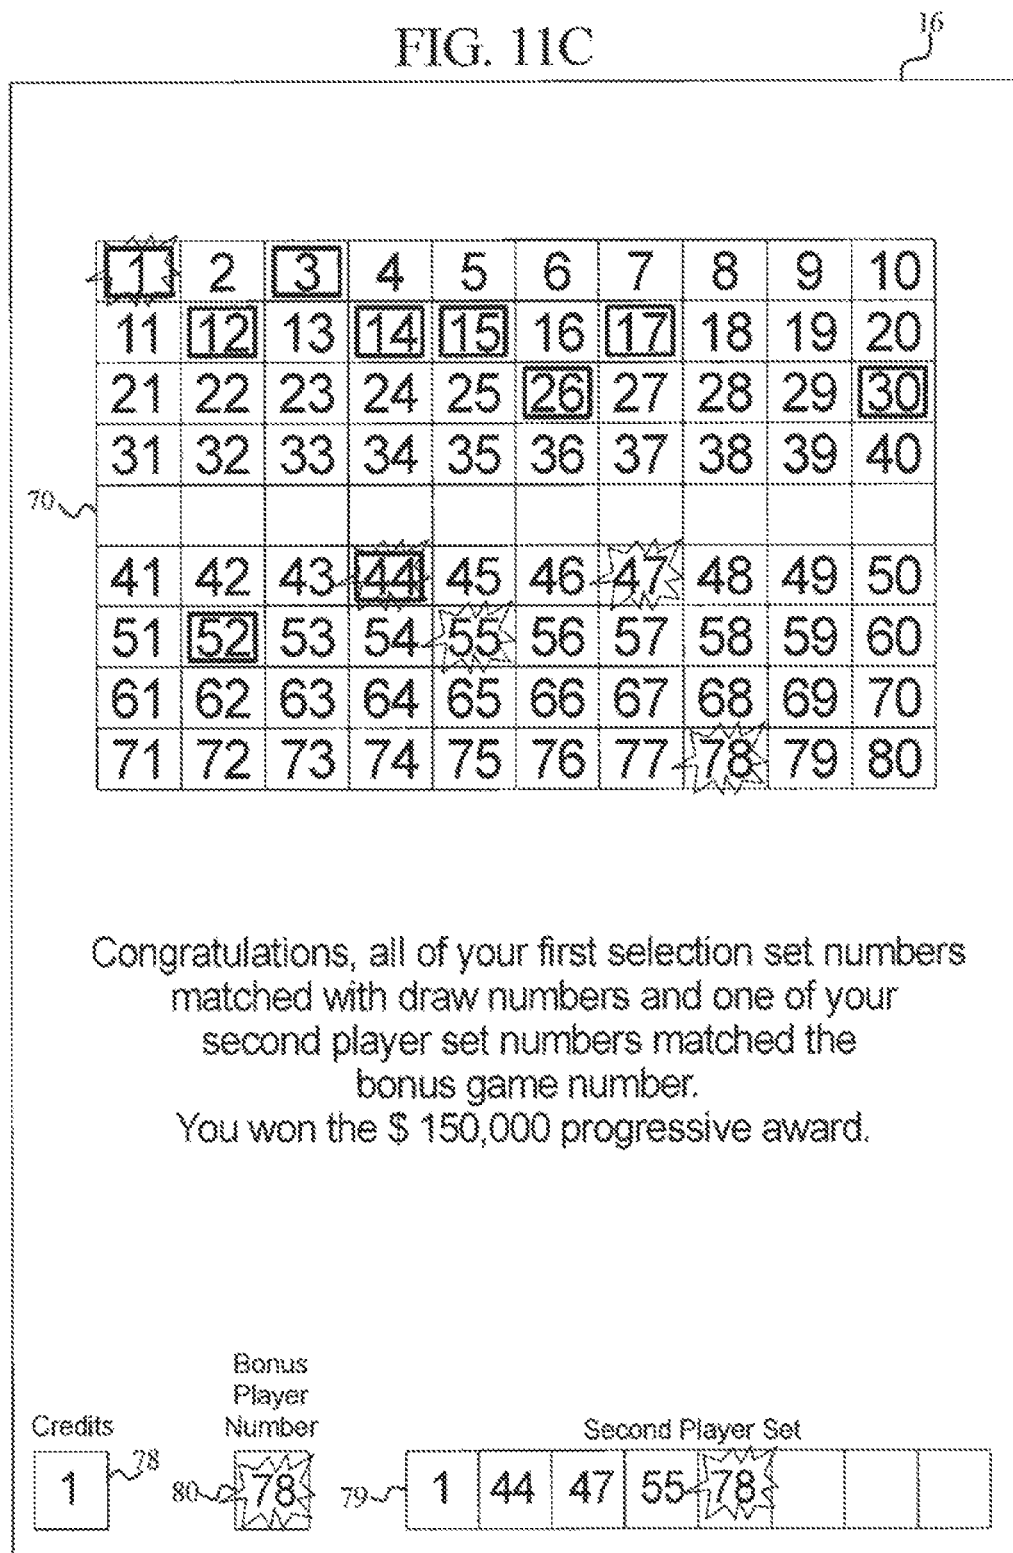 FIG. 11C
16
1 2 3 4 5 6 7 8 9 10
11 12 13 14 15 16 17 18 19 20
21 22 23 24 25 26 27 28 29 30
31 32 33 34 35 36 37 38 39 40
70
41 42 43 44 45 46 47 48 49 50
51 52 53 54 55 56 57 58 59 60
61 62 63 64 65 66 67 68 69 70
71 72 73 74 75 76 77 78 79 80
Congratulations, all of your first selection set numbers
matched with draw numbers and one of your
second player set numbers matched the
bonus game number.
You won the $ 150,000 progressive award.
Credits
1
78
Bonus
Player
Number
80
78
Second Player Set
79
1 44 47 55 78